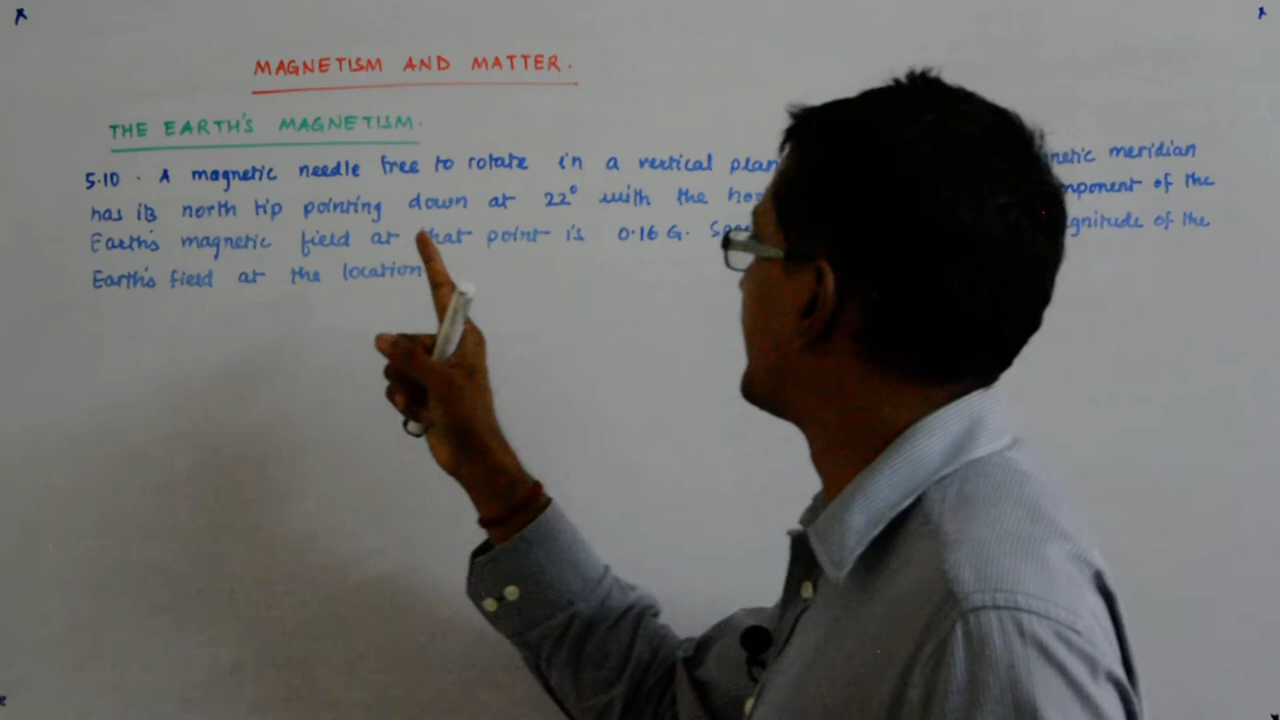 MAGNETISM AND MATTER.
THE EARTH'S MAGNETISM.
5.10 . A magnetic needle free to rotate in a vertical plan netic meridian
has its north tip pointing down at 22° with the ho mponent of the
Earth's magnetic field at that point is 0.16 G. Spec gnitude of the
Earth's field at the location